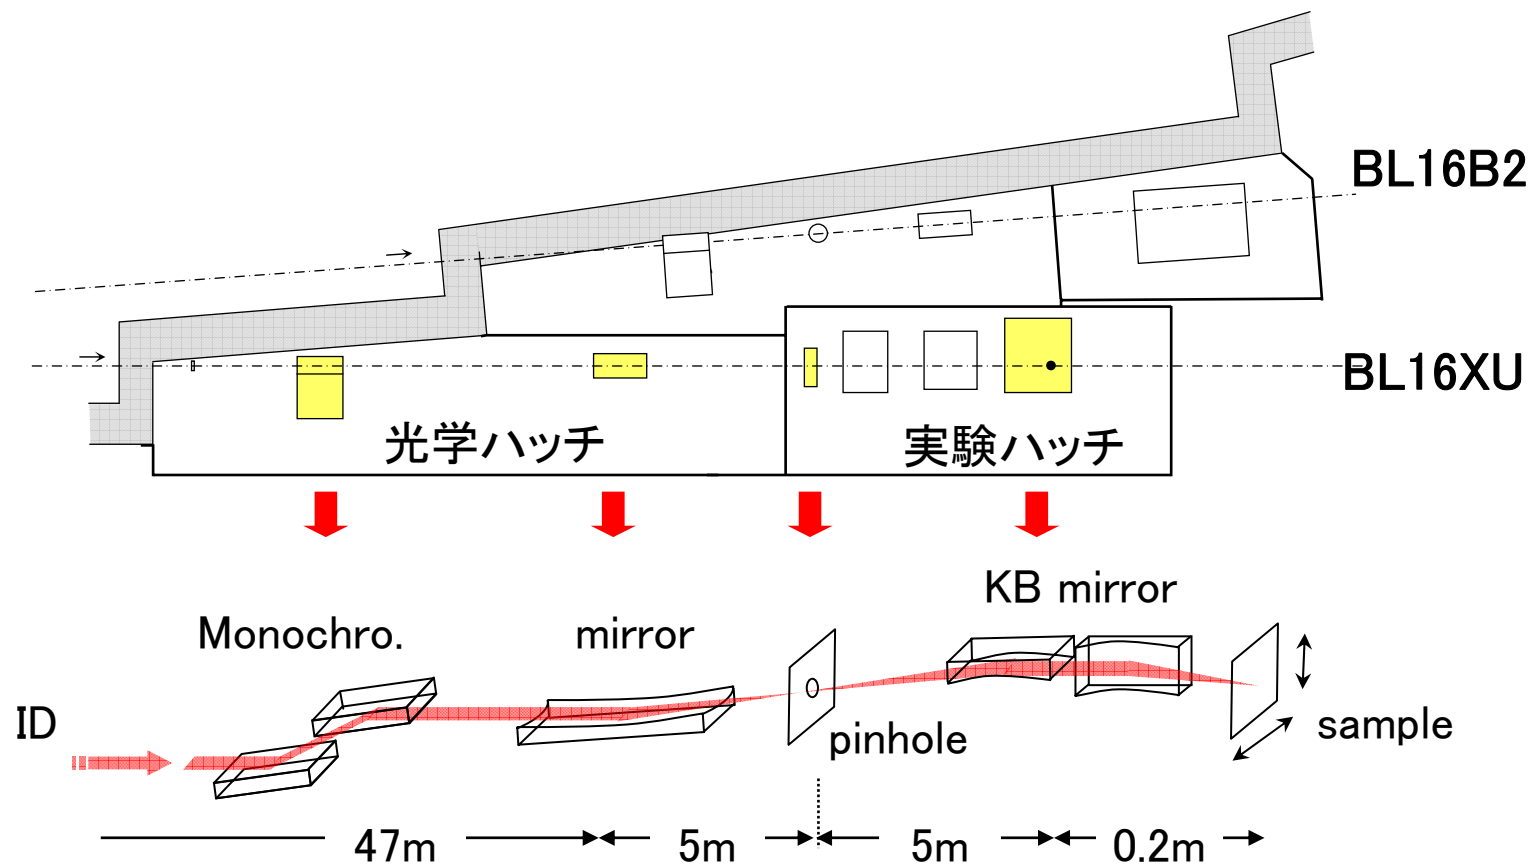 BL16B2
BL16XU
光学ハッチ
実験ハッチ
KB mirror
Monochro.
mirror
ID
pinhole
sample
47m
5m
5m
0.2m